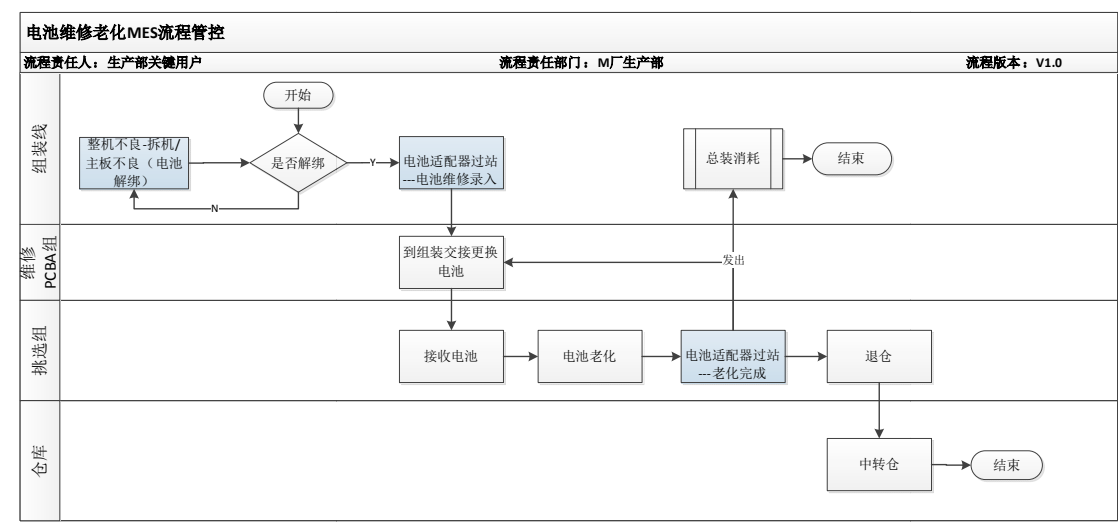 电池维修老化MES流程管控
流程责任人：生产部关键用户
流程责任部门：M厂生产部
流程版本：V1.0
组装线
开始
整机不良-拆机/
主板不良（电池
解绑）
是否解绑
Y
N
电池适配器过站
---电池维修录入
总装消耗
结束
维修
PCBA组
到组装交接更换
电池
发出
挑选组
接收电池
电池老化
电池适配器过站
---老化完成
退仓
仓库
中转仓
结束